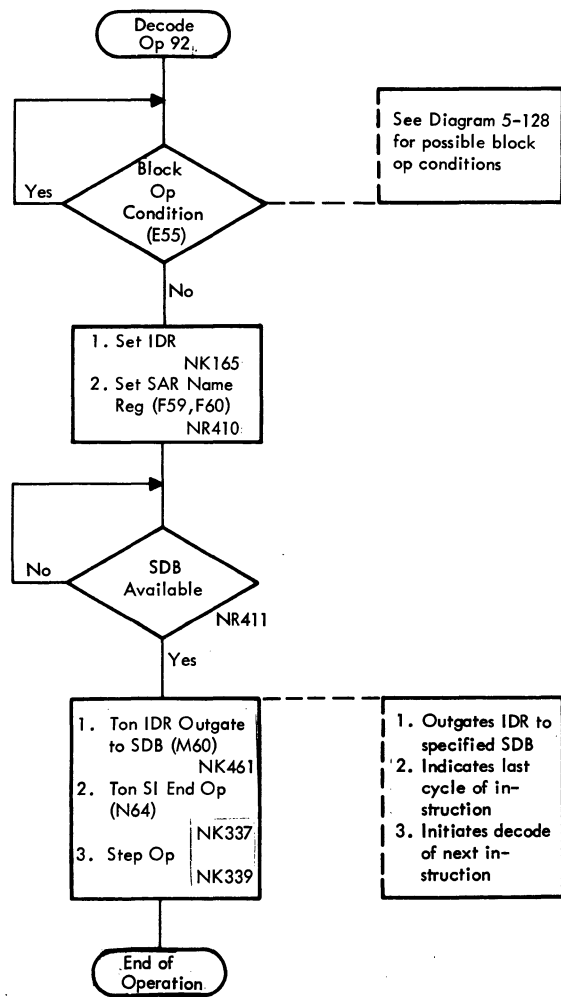 Decode
Op 92
See Diagram 5-128
for possible block
op conditions
Block
Op
Condition
(E55)
Yes
No
1. Set IDR
NK165
2. Set SAR Name
Reg (F59,F60)
NR410
No
SDB
Available
NR411
Yes
1. Ton IDR Outgate
to SDB (M60)
NK461
2. Ton SI End Op
(N64)
NK337
3. Step Op
NK339
1. Outgates IDR to
specified SDB
2. Indicates last
cycle of in-
struction
3. Initiates decode
of next in-
struction
End of
Operation